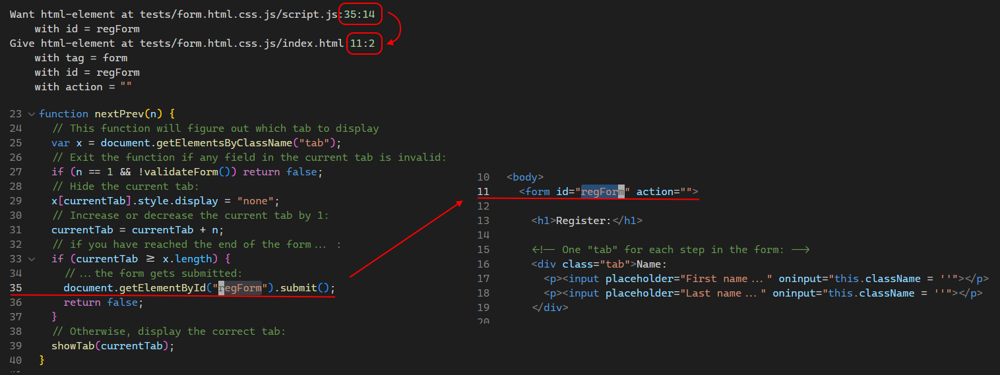 Want html-element at tests/form.html.css.js/script.js:35:14
with id = regForm
Give html-element at tests/form.html.css.js/index.html:11:2
with tag = form
with id = regForm
with action = ""
23 function nextPrev(n) {
24 // This function will figure out which tab to display
25 var x = document.getElementsByClassName("tab");
26 // Exit the function if any field in the current tab is invalid:
27 if (n == 1 && !validateForm()) return false;
28 // Hide the current tab:
29 x[currentTab].style.display = "none";
30 // Increase or decrease the current tab by 1:
31 currentTab = currentTab + n;
32 // if you have reached the end of the form... :
33 if (currentTab ≥ x.length) {
34 //...the form gets submitted:
35 document.getElementById("regForm").submit();
36 return false;
37 }
38 // Otherwise, display the correct tab:
39 showTab(currentTab);
40 }
10 <body>
11 <form id="regForm" action="">
12
13 <h1>Register:</h1>
14
15 <!-- One "tab" for each step in the form: -->
16 <div class="tab">Name:
17 <p><input placeholder="First name..." oninput="this.className = ''"></p>
18 <p><input placeholder="Last name..." oninput="this.className = ''"></p>
19 </div>
20